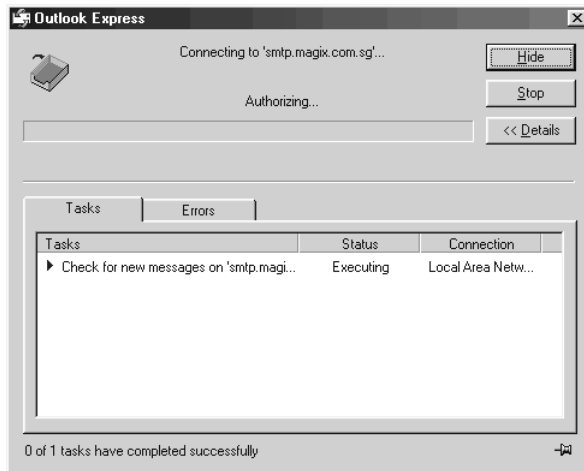 Outlook Express
Connecting to 'smtp.magix.com.sg'...
Hide
Authorizing...
Stop
<< Details
Tasks Errors
Tasks Status Connection
Check for new messages on 'smtp.magi... Executing Local Area Netw...
0 of 1 tasks have completed successfully